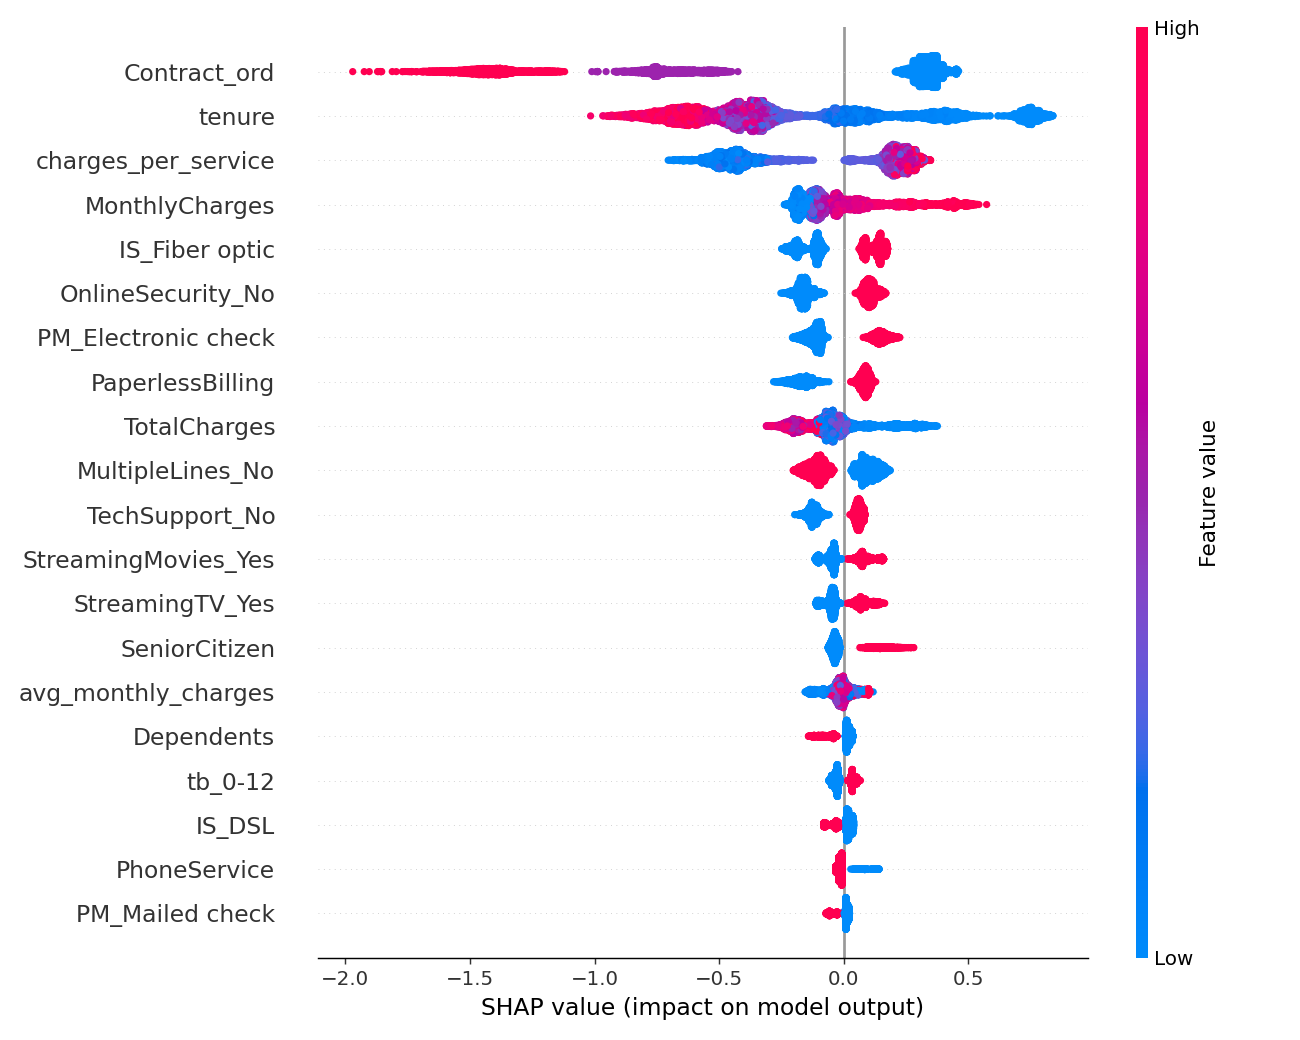 High
Contract_ord
tenure
charges_per_service
MonthlyCharges
IS_Fiber optic
OnlineSecurity_No
PM_Electronic check
PaperlessBilling
TotalCharges
MultipleLines_No
TechSupport_No
StreamingMovies_Yes
StreamingTV_Yes
SeniorCitizen
avg_monthly_charges
Dependents
tb_0-12
IS_DSL
PhoneService
PM_Mailed check
Feature value
Low
−2.0 −1.5 −1.0 −0.5 0.0 0.5
SHAP value (impact on model output)